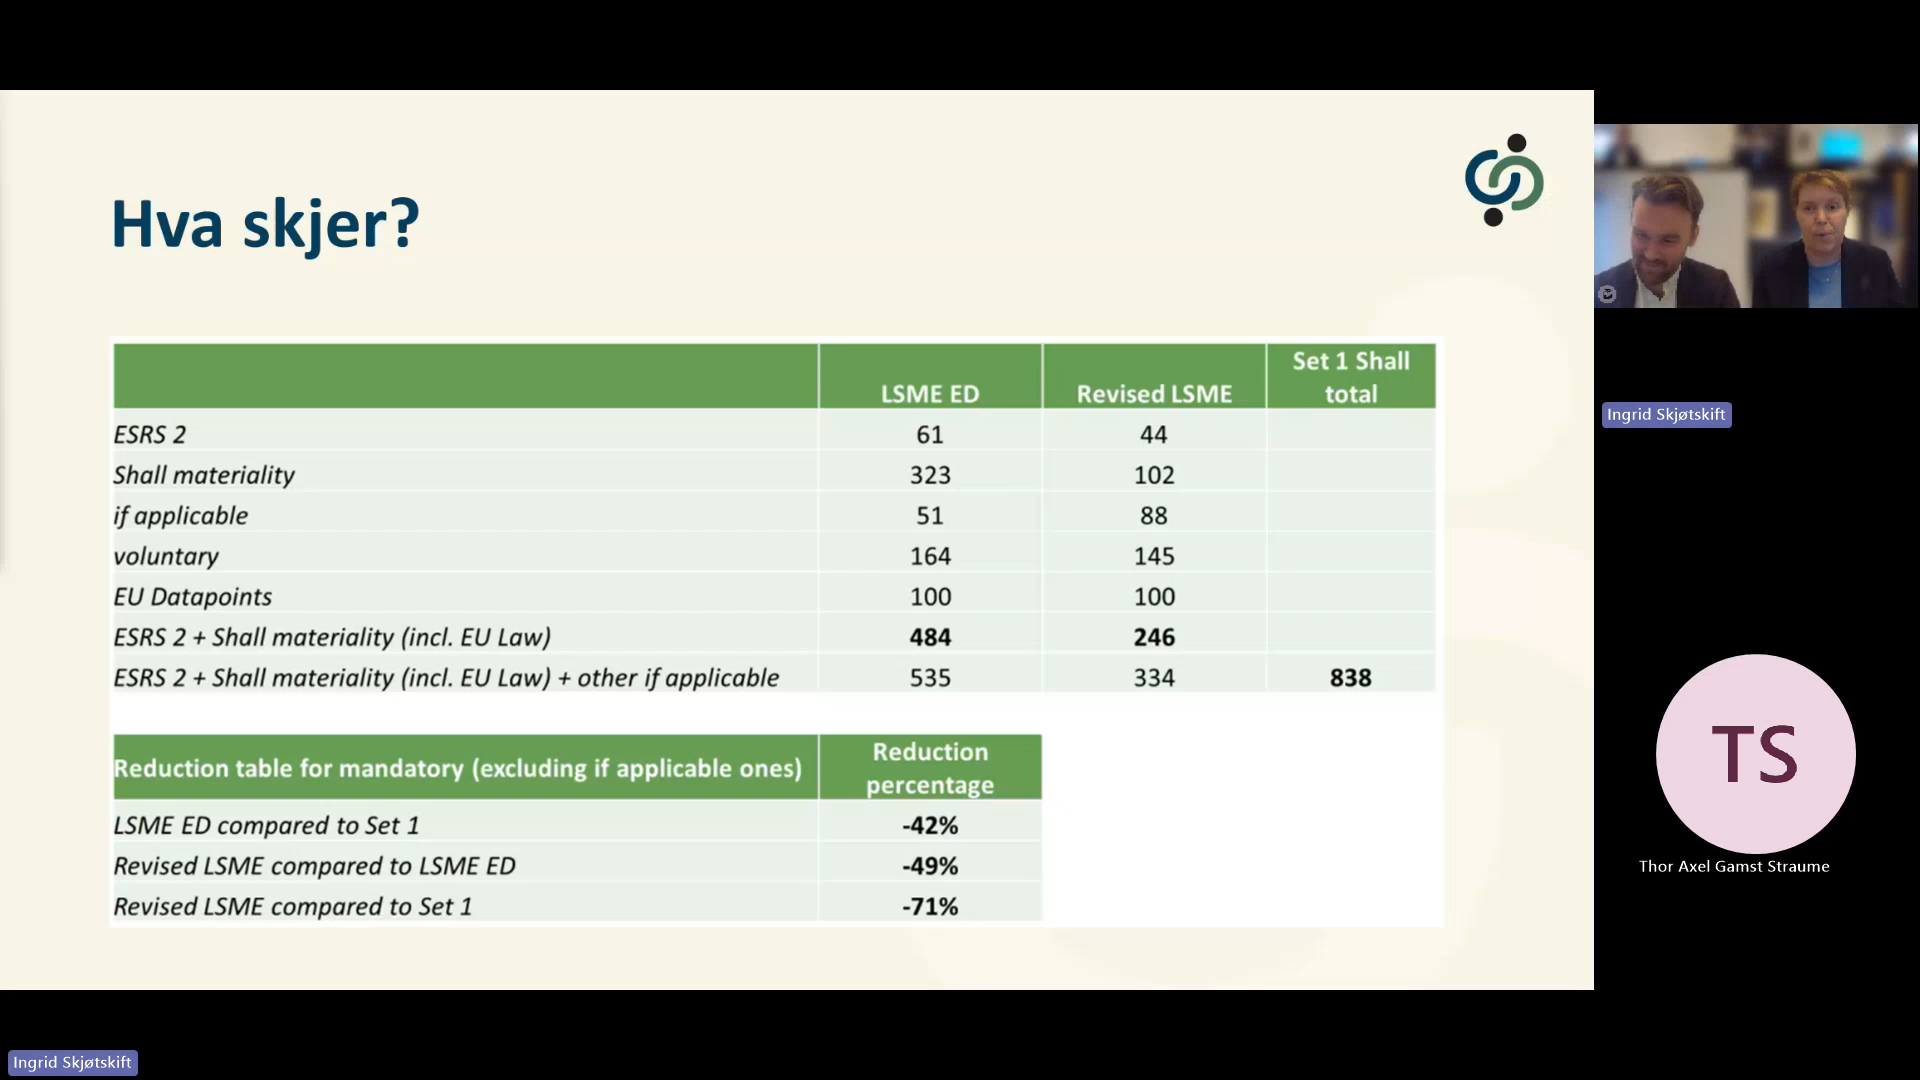 Hva skjer?
LSME ED Revised LSME Set 1 Shall total
ESRS 2 61 44
Shall materiality 323 102
if applicable 51 88
voluntary 164 145
EU Datapoints 100 100
ESRS 2 + Shall materiality (incl. EU Law) 484 246
ESRS 2 + Shall materiality (incl. EU Law) + other if applicable 535 334 838
Reduction table for mandatory (excluding if applicable ones) Reduction percentage
LSME ED compared to Set 1 -42%
Revised LSME compared to LSME ED -49%
Revised LSME compared to Set 1 -71%
Ingrid Skjøtskift
TS
Thor Axel Gamst Straume
Ingrid Skjøtskift